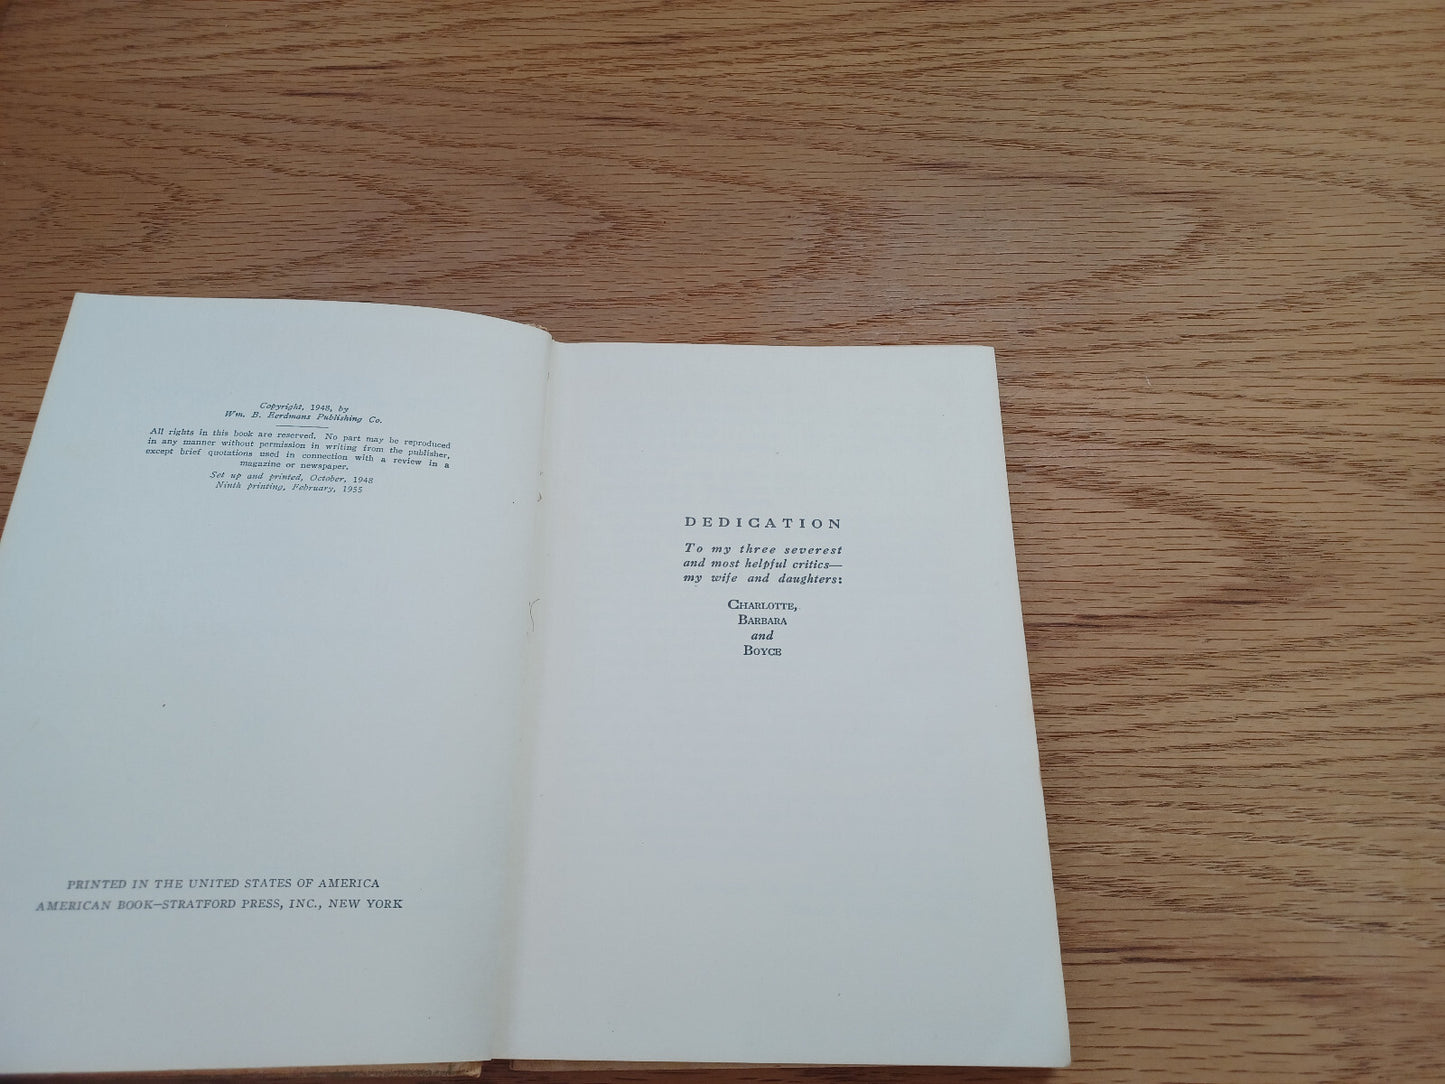 Copyright, 1948, by
Wm. B. Eerdmans Publishing Co.
All rights in this book are reserved. No part may be reproduced
in any manner without permission in writing from the publisher,
except brief quotations used in connection with a review in a
magazine or newspaper.
Set up and printed, October, 1948
Ninth printing, February, 1955
PRINTED IN THE UNITED STATES OF AMERICA
AMERICAN BOOK—STRATFORD PRESS, INC., NEW YORK
DEDICATION
To my three severest
and most helpful critics—
my wife and daughters:
CHARLOTTE,
BARBARA
and
BOYCE